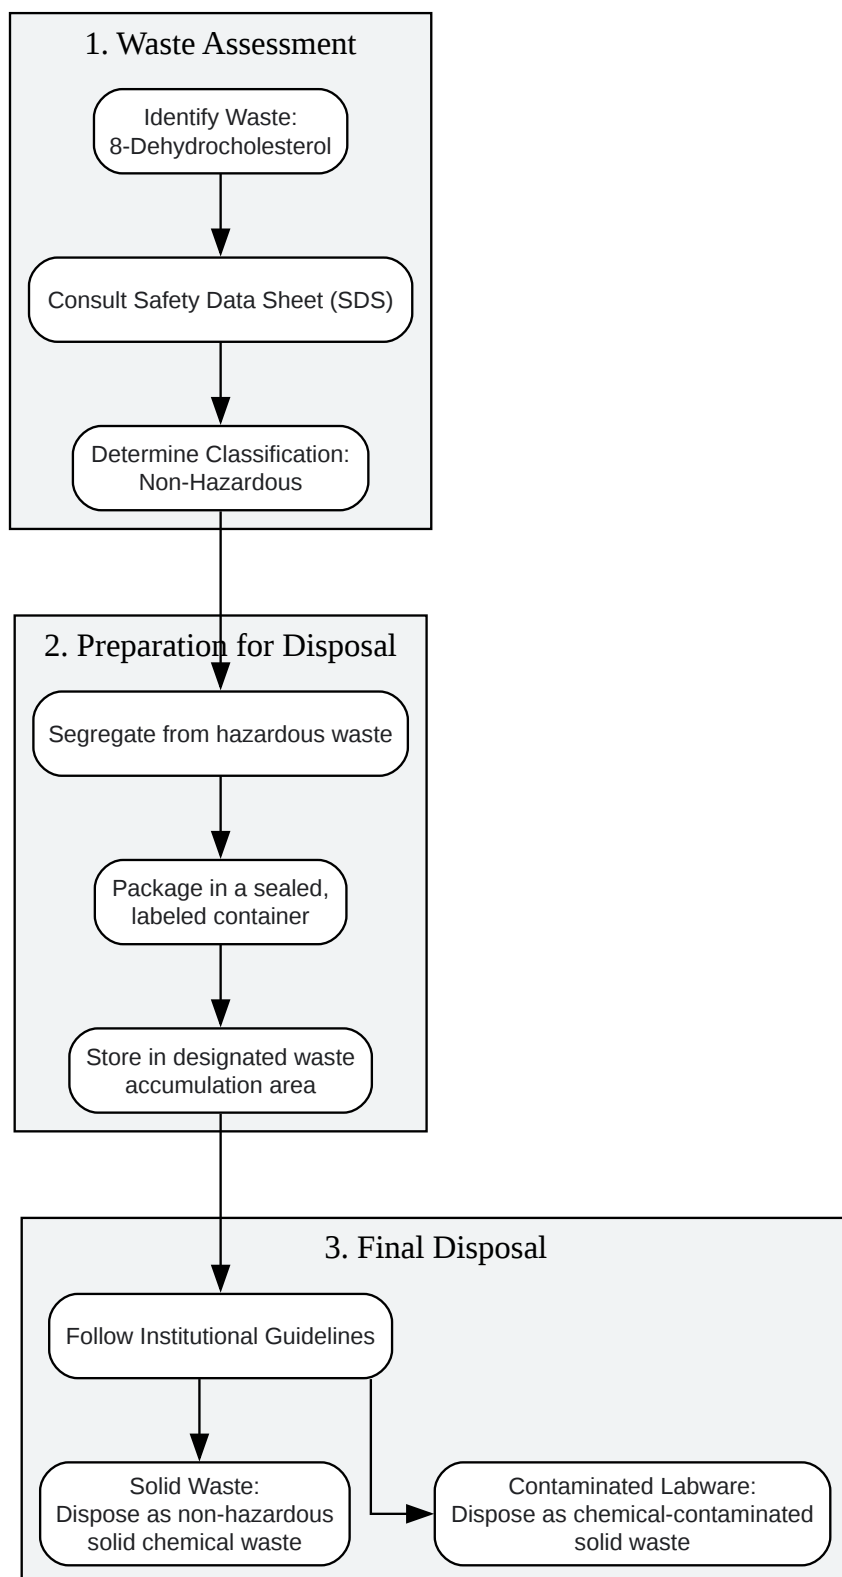 1. Waste Assessment
Identify Waste:
8-Dehydrocholesterol
Consult Safety Data Sheet (SDS)
Determine Classification:
Non-Hazardous
2. Preparation for Disposal
Segregate from hazardous waste
Package in a sealed,
labeled container
Store in designated waste
accumulation area
3. Final Disposal
Follow Institutional Guidelines
Solid Waste:
Dispose as non-hazardous
solid chemical waste
Contaminated Labware:
Dispose as chemical-contaminated
solid waste